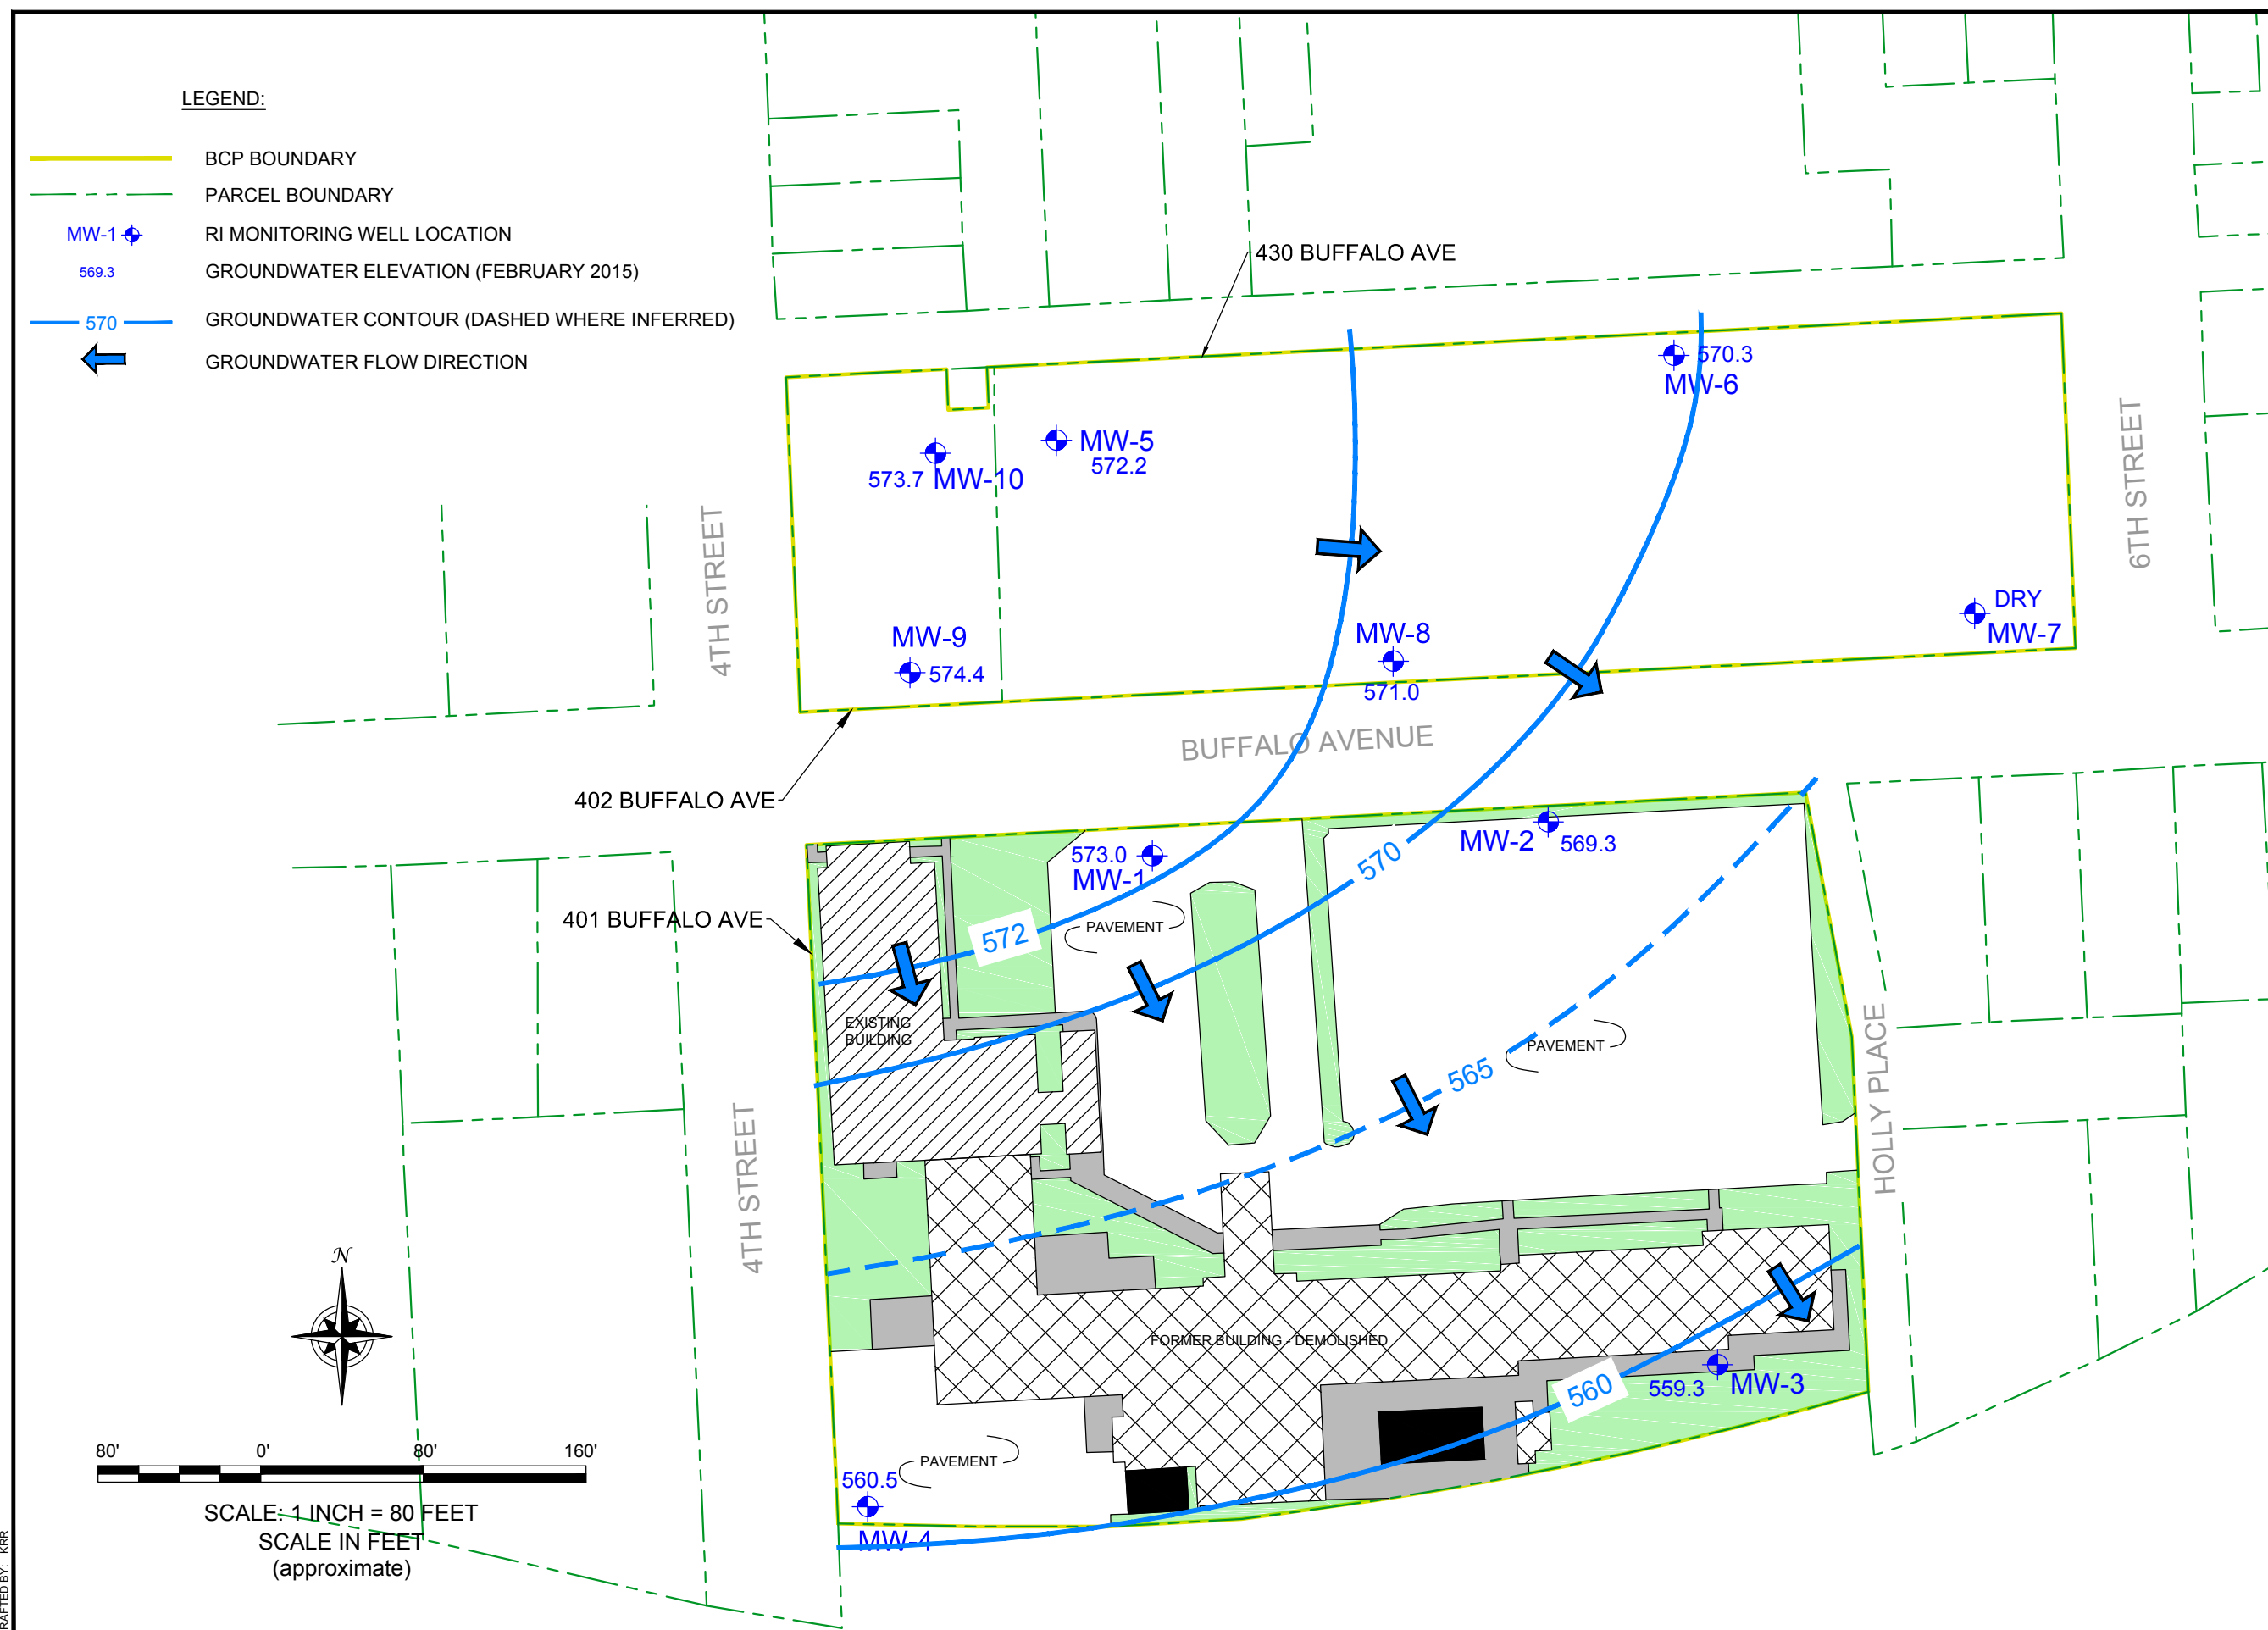 LEGEND:
BCP BOUNDARY
PARCEL BOUNDARY
MW-1 RI MONITORING WELL LOCATION
569.3 GROUNDWATER ELEVATION (FEBRUARY 2015)
570 GROUNDWATER CONTOUR (DASHED WHERE INFERRED)
GROUNDWATER FLOW DIRECTION
430 BUFFALO AVE
570.3
MW-6
MW-5
572.2
573.7 MW-10
4TH STREET
6TH STREET
DRY
MW-7
MW-9
574.4
MW-8
571.0
BUFFALO AVENUE
402 BUFFALO AVE
401 BUFFALO AVE
573.0
MW-1
MW-2 569.3
570
572
PAVEMENT
EXISTING
BUILDING
565
PAVEMENT
HOLLY PLACE
4TH STREET
FORMER BUILDING - DEMOLISHED
560
559.3 MW-3
PAVEMENT
560.5
MW-4
N
80' 0' 80' 160'
SCALE: 1 INCH = 80 FEET
SCALE IN FEET
(approximate)
RAFTED BY: KRR